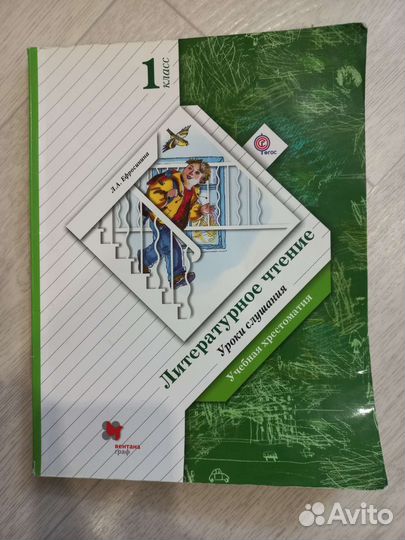 1
класс
Л.А. Ефросинина
ФГОС
Литературное чтение
Уроки слушания
Учебная хрестоматия
вентана
граф
Avito